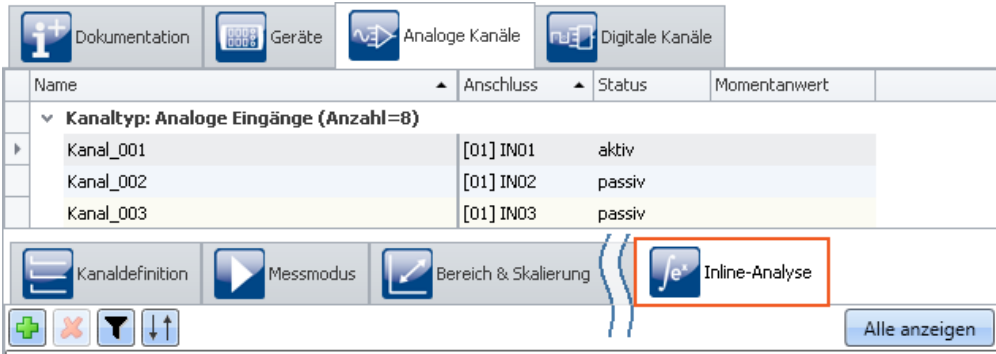 Dokumentation Geräte Analoge Kanäle Digitale Kanäle
Name Anschluss Status Momentanwert
Kanaltyp: Analoge Eingänge (Anzahl=8)
Kanal_001 [01] IN01 aktiv
Kanal_002 [01] IN02 passiv
Kanal_003 [01] IN03 passiv
Kanaldefinition Messmodus Bereich & Skalierung ∫eˣ Inline-Analyse
Alle anzeigen